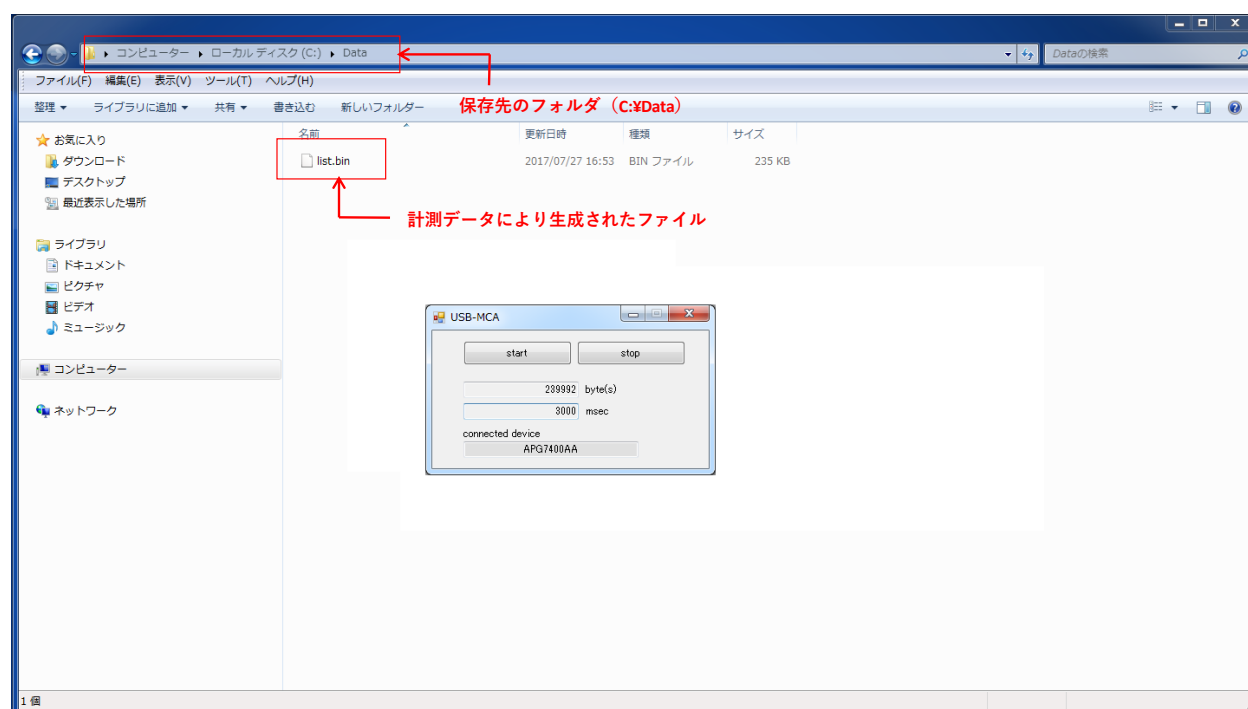 コンピューター ▸ ローカル ディスク (C:) ▸ Data
Dataの検索
ファイル(F) 編集(E) 表示(V) ツール(T) ヘルプ(H)
整理 ライブラリに追加 共有 書き込む 新しいフォルダー
保存先のフォルダ（C:¥Data）
名前 更新日時 種類 サイズ
お気に入り
ダウンロード
デスクトップ
最近表示した場所
list.bin 2017/07/27 16:53 BIN ファイル 235 KB
計測データにより生成されたファイル
ライブラリ
ドキュメント
ピクチャ
ビデオ
ミュージック
コンピューター
ネットワーク
USB-MCA
start stop
239992 byte(s)
3000 msec
connected device
APG7400AA
1 個